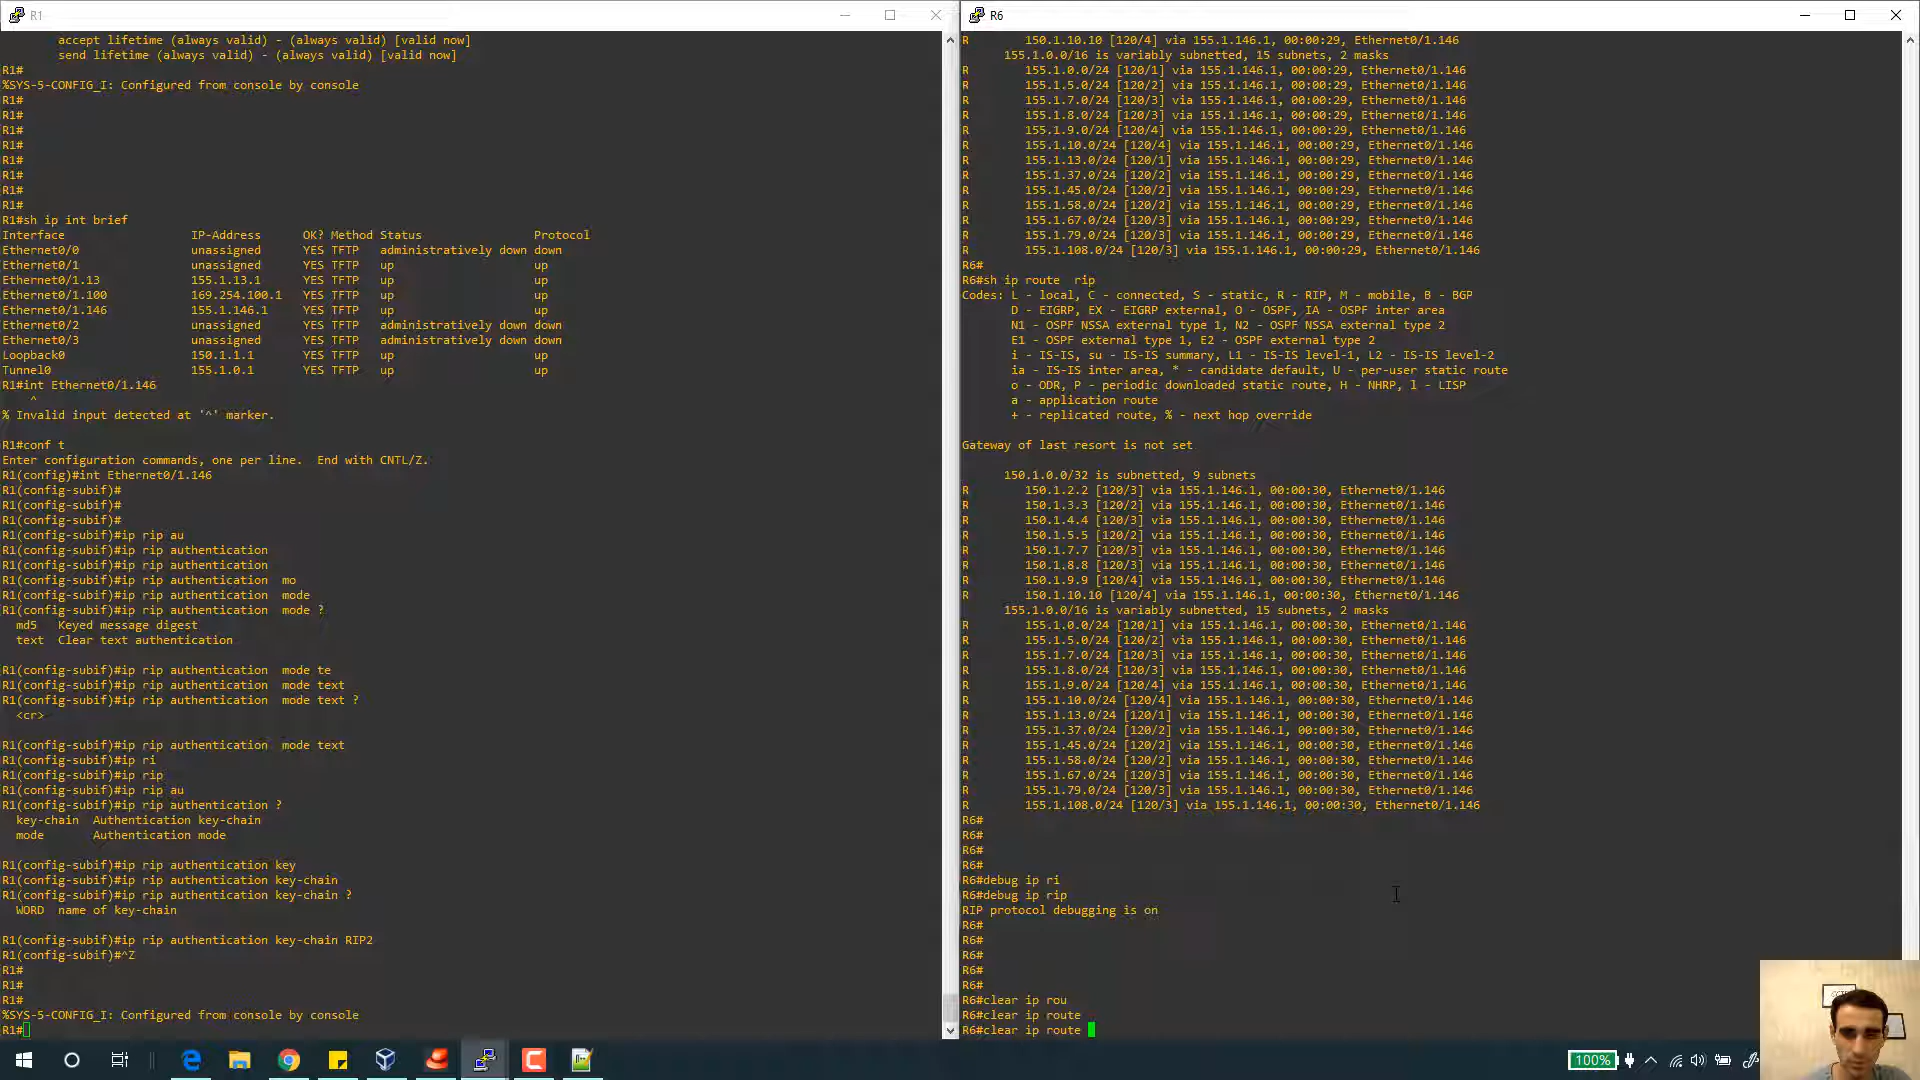 R1
accept lifetime (always valid) - (always valid) [valid now]
send lifetime (always valid) - (always valid) [valid now]
R1#
%SYS-5-CONFIG_I: Configured from console by console
R1#
R1#
R1#
R1#
R1#
R1#
R1#
R1#
R1#sh ip int brief
Interface IP-Address OK? Method Status Protocol
Ethernet0/0 unassigned YES TFTP administratively down down
Ethernet0/1 unassigned YES TFTP up up
Ethernet0/1.13 155.1.13.1 YES TFTP up up
Ethernet0/1.100 169.254.100.1 YES TFTP up up
Ethernet0/1.146 155.1.146.1 YES TFTP up up
Ethernet0/2 unassigned YES TFTP administratively down down
Ethernet0/3 unassigned YES TFTP administratively down down
Loopback0 150.1.1.1 YES TFTP up up
Tunnel0 155.1.0.1 YES TFTP up up
R1#int Ethernet0/1.146
^
% Invalid input detected at '^' marker.
R1#conf t
Enter configuration commands, one per line. End with CNTL/Z.
R1(config)#int Ethernet0/1.146
R1(config-subif)#
R1(config-subif)#
R1(config-subif)#
R1(config-subif)#ip rip au
R1(config-subif)#ip rip authentication
R1(config-subif)#ip rip authentication
R1(config-subif)#ip rip authentication mo
R1(config-subif)#ip rip authentication mode
R1(config-subif)#ip rip authentication mode ?
md5 Keyed message digest
text Clear text authentication
R1(config-subif)#ip rip authentication mode te
R1(config-subif)#ip rip authentication mode text
R1(config-subif)#ip rip authentication mode text ?
<cr>
R1(config-subif)#ip rip authentication mode text
R1(config-subif)#ip ri
R1(config-subif)#ip rip
R1(config-subif)#ip rip au
R1(config-subif)#ip rip authentication ?
key-chain Authentication key-chain
mode Authentication mode
R1(config-subif)#ip rip authentication key
R1(config-subif)#ip rip authentication key-chain
R1(config-subif)#ip rip authentication key-chain ?
WORD name of key-chain
R1(config-subif)#ip rip authentication key-chain RIP2
R1(config-subif)#^Z
R1#
R1#
R1#
%SYS-5-CONFIG_I: Configured from console by console
R1#
R6
R 150.1.10.10 [120/4] via 155.1.146.1, 00:00:29, Ethernet0/1.146
155.1.0.0/16 is variably subnetted, 15 subnets, 2 masks
R 155.1.0.0/24 [120/1] via 155.1.146.1, 00:00:29, Ethernet0/1.146
R 155.1.5.0/24 [120/2] via 155.1.146.1, 00:00:29, Ethernet0/1.146
R 155.1.7.0/24 [120/3] via 155.1.146.1, 00:00:29, Ethernet0/1.146
R 155.1.8.0/24 [120/3] via 155.1.146.1, 00:00:29, Ethernet0/1.146
R 155.1.9.0/24 [120/4] via 155.1.146.1, 00:00:29, Ethernet0/1.146
R 155.1.10.0/24 [120/4] via 155.1.146.1, 00:00:29, Ethernet0/1.146
R 155.1.13.0/24 [120/1] via 155.1.146.1, 00:00:29, Ethernet0/1.146
R 155.1.37.0/24 [120/2] via 155.1.146.1, 00:00:29, Ethernet0/1.146
R 155.1.45.0/24 [120/2] via 155.1.146.1, 00:00:29, Ethernet0/1.146
R 155.1.58.0/24 [120/2] via 155.1.146.1, 00:00:29, Ethernet0/1.146
R 155.1.67.0/24 [120/3] via 155.1.146.1, 00:00:29, Ethernet0/1.146
R 155.1.79.0/24 [120/3] via 155.1.146.1, 00:00:29, Ethernet0/1.146
R 155.1.108.0/24 [120/3] via 155.1.146.1, 00:00:29, Ethernet0/1.146
R6#
R6#sh ip route rip
Codes: L - local, C - connected, S - static, R - RIP, M - mobile, B - BGP
D - EIGRP, EX - EIGRP external, O - OSPF, IA - OSPF inter area
N1 - OSPF NSSA external type 1, N2 - OSPF NSSA external type 2
E1 - OSPF external type 1, E2 - OSPF external type 2
i - IS-IS, su - IS-IS summary, L1 - IS-IS level-1, L2 - IS-IS level-2
ia - IS-IS inter area, * - candidate default, U - per-user static route
o - ODR, P - periodic downloaded static route, H - NHRP, l - LISP
a - application route
+ - replicated route, % - next hop override
Gateway of last resort is not set
150.1.0.0/32 is subnetted, 9 subnets
R 150.1.2.2 [120/3] via 155.1.146.1, 00:00:30, Ethernet0/1.146
R 150.1.3.3 [120/2] via 155.1.146.1, 00:00:30, Ethernet0/1.146
R 150.1.4.4 [120/3] via 155.1.146.1, 00:00:30, Ethernet0/1.146
R 150.1.5.5 [120/2] via 155.1.146.1, 00:00:30, Ethernet0/1.146
R 150.1.7.7 [120/3] via 155.1.146.1, 00:00:30, Ethernet0/1.146
R 150.1.8.8 [120/3] via 155.1.146.1, 00:00:30, Ethernet0/1.146
R 150.1.9.9 [120/4] via 155.1.146.1, 00:00:30, Ethernet0/1.146
R 150.1.10.10 [120/4] via 155.1.146.1, 00:00:30, Ethernet0/1.146
155.1.0.0/16 is variably subnetted, 15 subnets, 2 masks
R 155.1.0.0/24 [120/1] via 155.1.146.1, 00:00:30, Ethernet0/1.146
R 155.1.5.0/24 [120/2] via 155.1.146.1, 00:00:30, Ethernet0/1.146
R 155.1.7.0/24 [120/3] via 155.1.146.1, 00:00:30, Ethernet0/1.146
R 155.1.8.0/24 [120/3] via 155.1.146.1, 00:00:30, Ethernet0/1.146
R 155.1.9.0/24 [120/4] via 155.1.146.1, 00:00:30, Ethernet0/1.146
R 155.1.10.0/24 [120/4] via 155.1.146.1, 00:00:30, Ethernet0/1.146
R 155.1.13.0/24 [120/1] via 155.1.146.1, 00:00:30, Ethernet0/1.146
R 155.1.37.0/24 [120/2] via 155.1.146.1, 00:00:30, Ethernet0/1.146
R 155.1.45.0/24 [120/2] via 155.1.146.1, 00:00:30, Ethernet0/1.146
R 155.1.58.0/24 [120/2] via 155.1.146.1, 00:00:30, Ethernet0/1.146
R 155.1.67.0/24 [120/3] via 155.1.146.1, 00:00:30, Ethernet0/1.146
R 155.1.79.0/24 [120/3] via 155.1.146.1, 00:00:30, Ethernet0/1.146
R 155.1.108.0/24 [120/3] via 155.1.146.1, 00:00:30, Ethernet0/1.146
R6#
R6#
R6#
R6#
R6#debug ip ri
R6#debug ip rip
RIP protocol debugging is on
R6#
R6#
R6#
R6#
R6#
R6#clear ip rou
R6#clear ip route
R6#clear ip route
100%